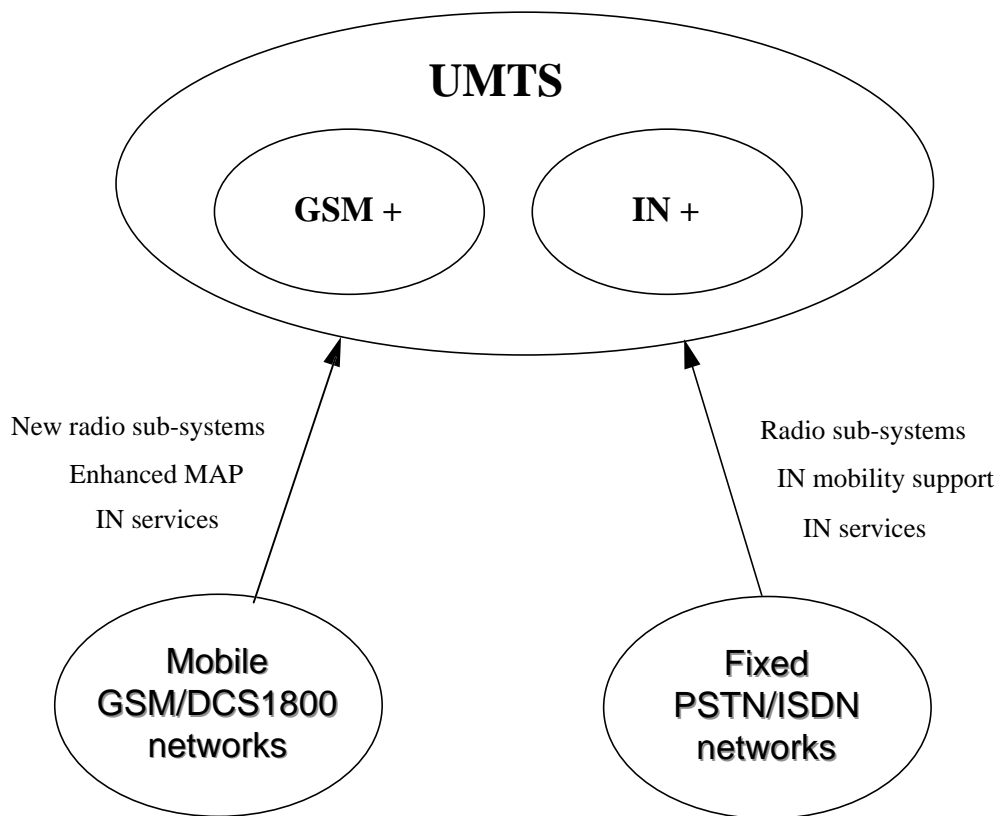 UMTS
GSM +
IN +
New radio sub-systems
Enhanced MAP
IN services
Radio sub-systems
IN mobility support
IN services
Mobile
GSM/DCS1800
networks
Fixed
PSTN/ISDN
networks